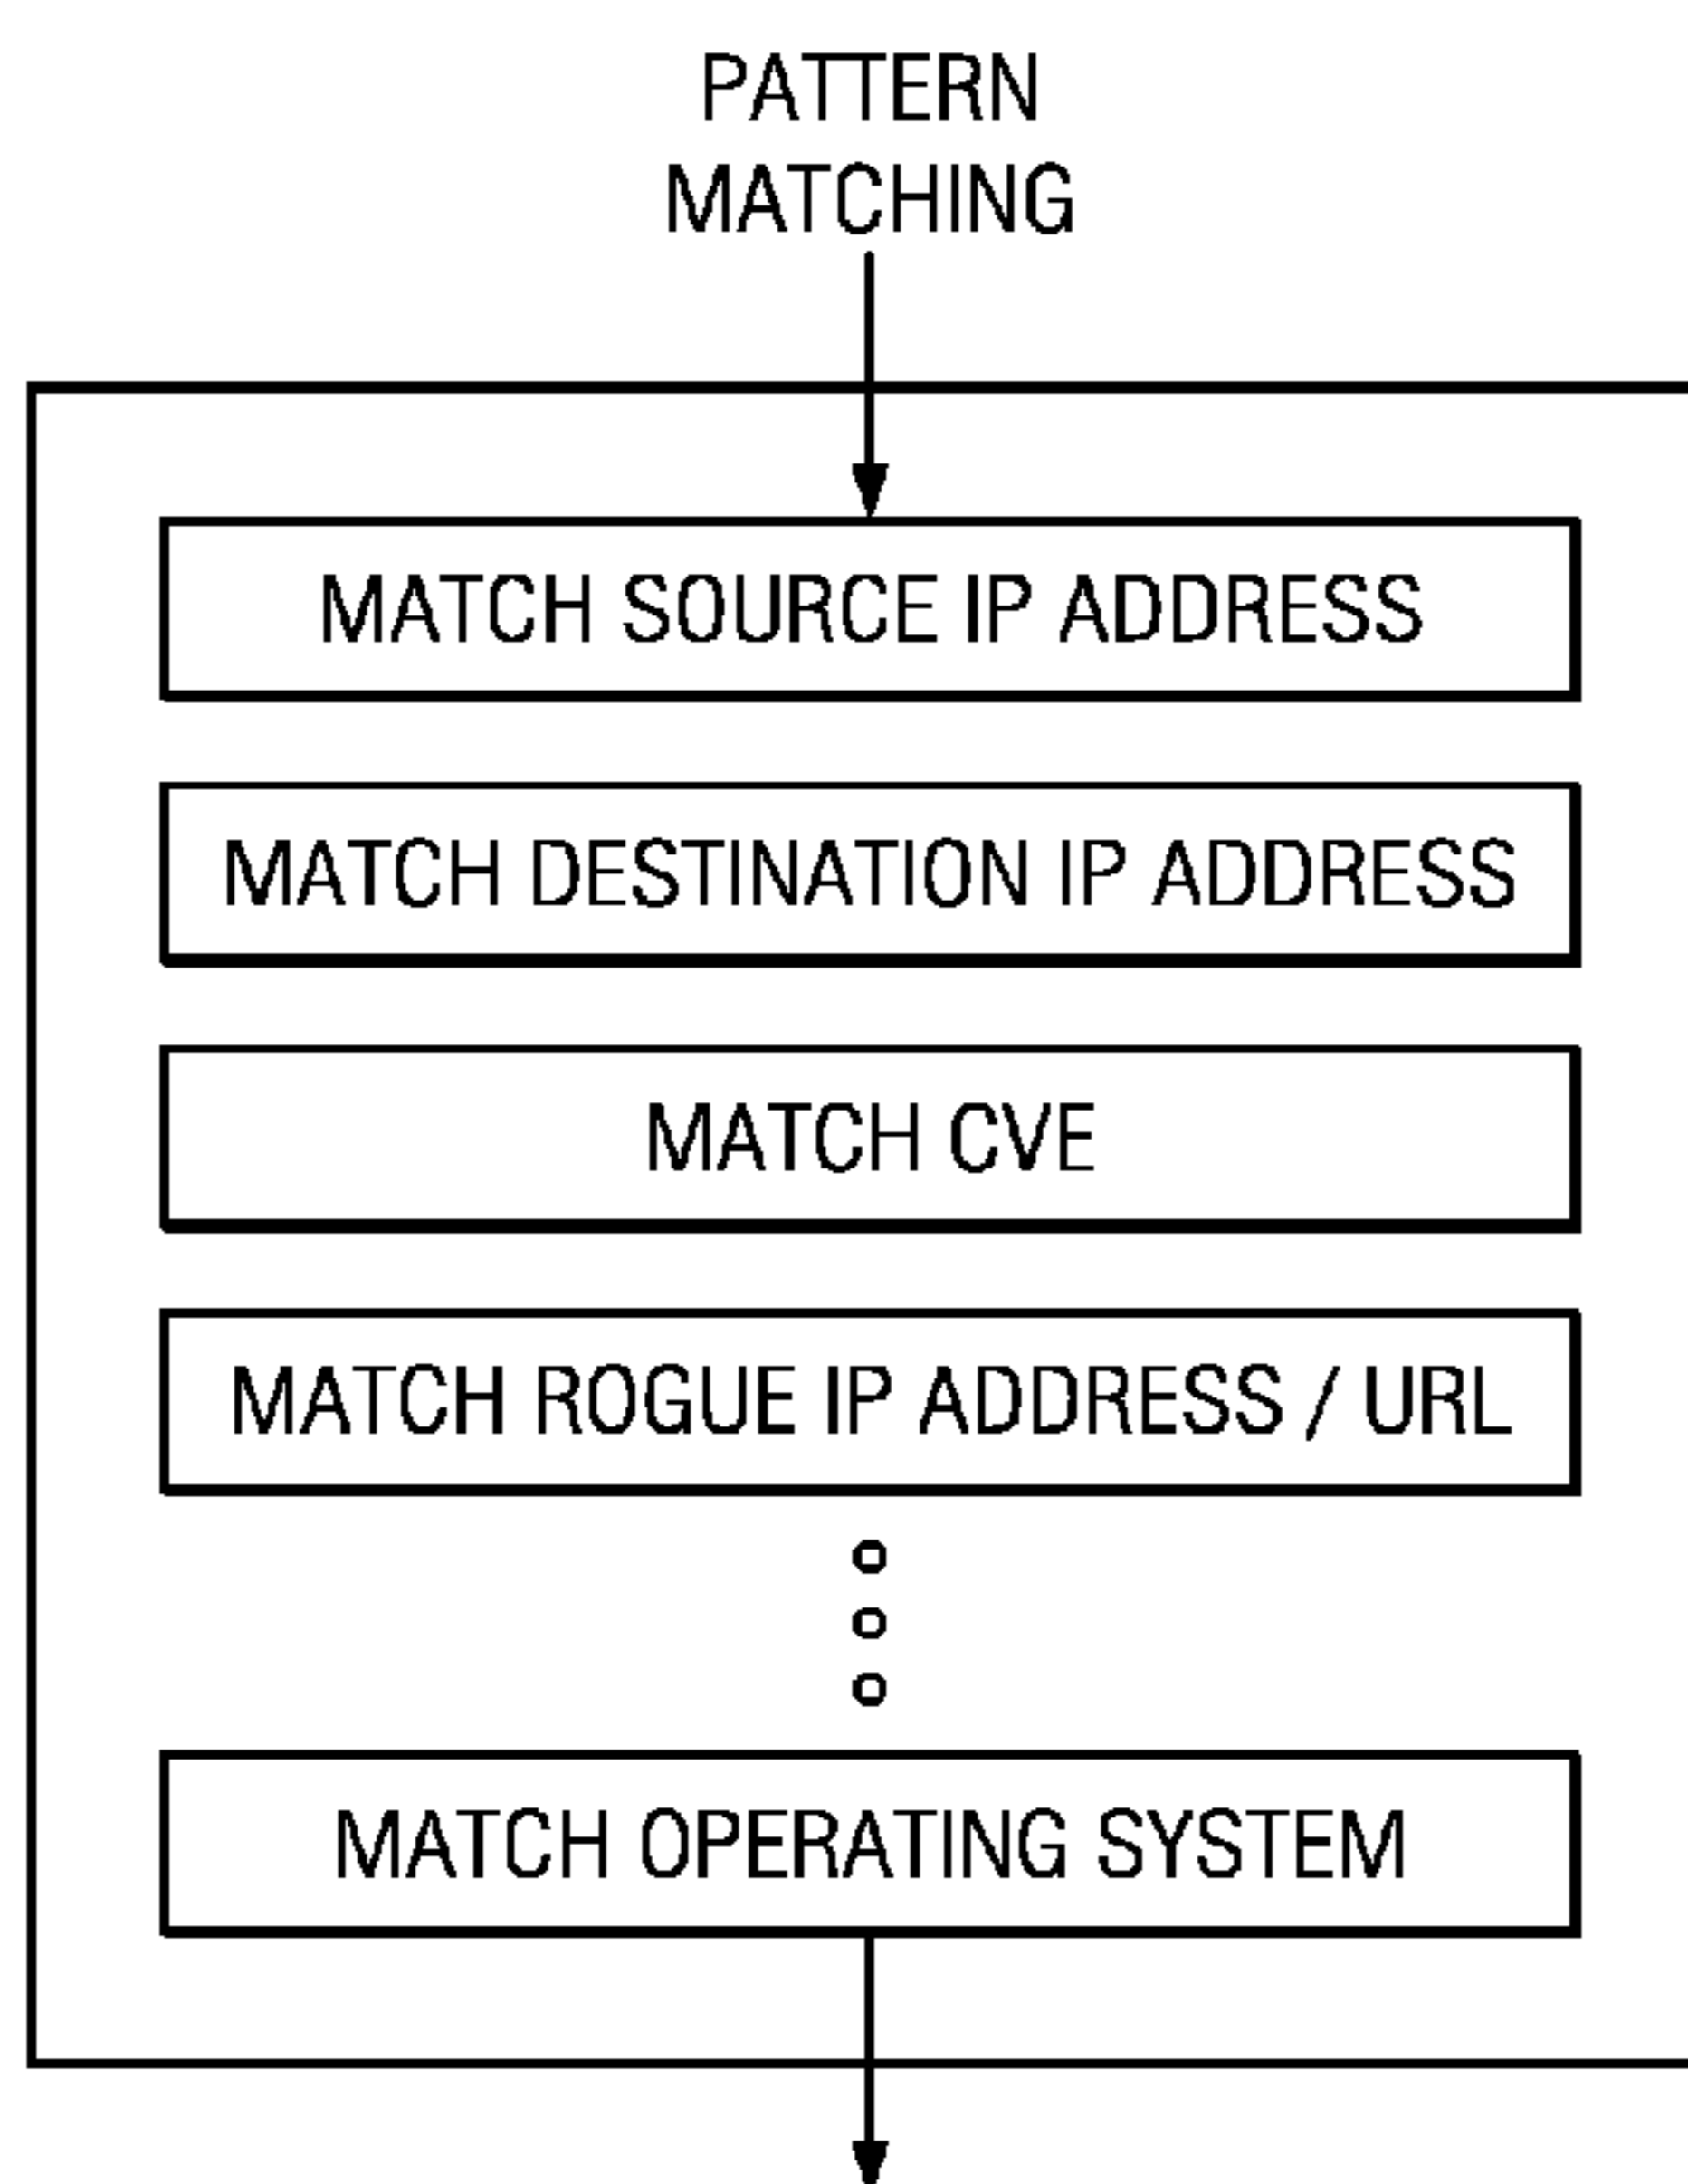 PATTERN
MATCHING
MATCH SOURCE IP ADDRESS
MATCH DESTINATION IP ADDRESS
MATCH CVE
MATCH ROGUE IP ADDRESS / URL
MATCH OPERATING SYSTEM